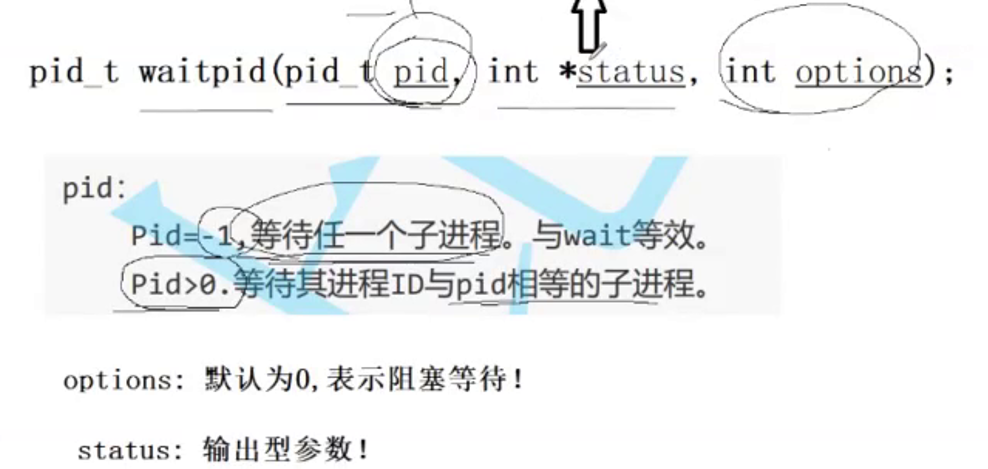 pid_t waitpid(pid_t pid, int *status, int options);
pid:
Pid=-1,等待任一个子进程。与wait等效。
Pid>0.等待其进程ID与pid相等的子进程。
options: 默认为0,表示阻塞等待!
status: 输出型参数!